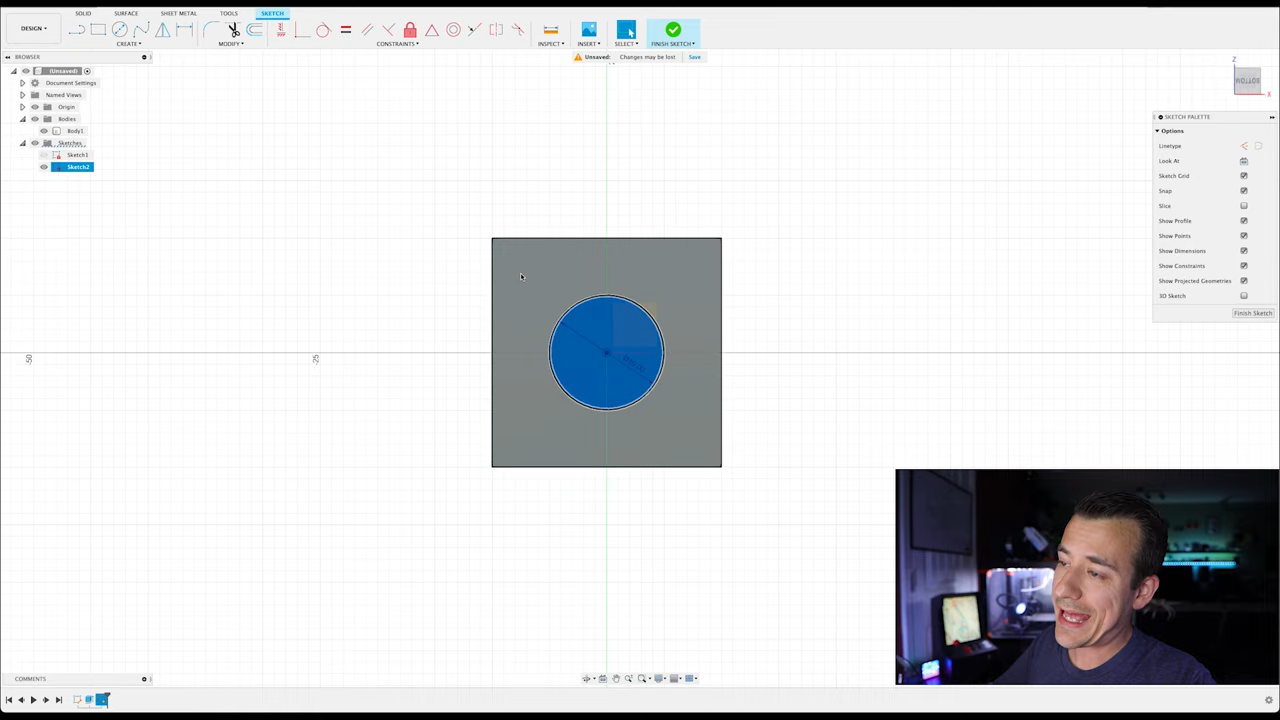 SOLID SURFACE SHEET METAL TOOLS SKETCH
DESIGN
CREATE MODIFY CONSTRAINTS INSPECT INSERT SELECT FINISH SKETCH
BROWSER
Unsaved: Changes may be lost Save
(Unsaved)
Document Settings
Named Views
Origin
Bodies
Body1
Sketches
Sketch1
Sketch2
Z
BOTTOM
X
SKETCH PALETTE
Options
Linetype
Look At
Sketch Grid
Snap
Slice
Show Profile
Show Points
Show Dimensions
Show Constraints
Show Projected Geometries
3D Sketch
Finish Sketch
-50
-25
COMMENTS